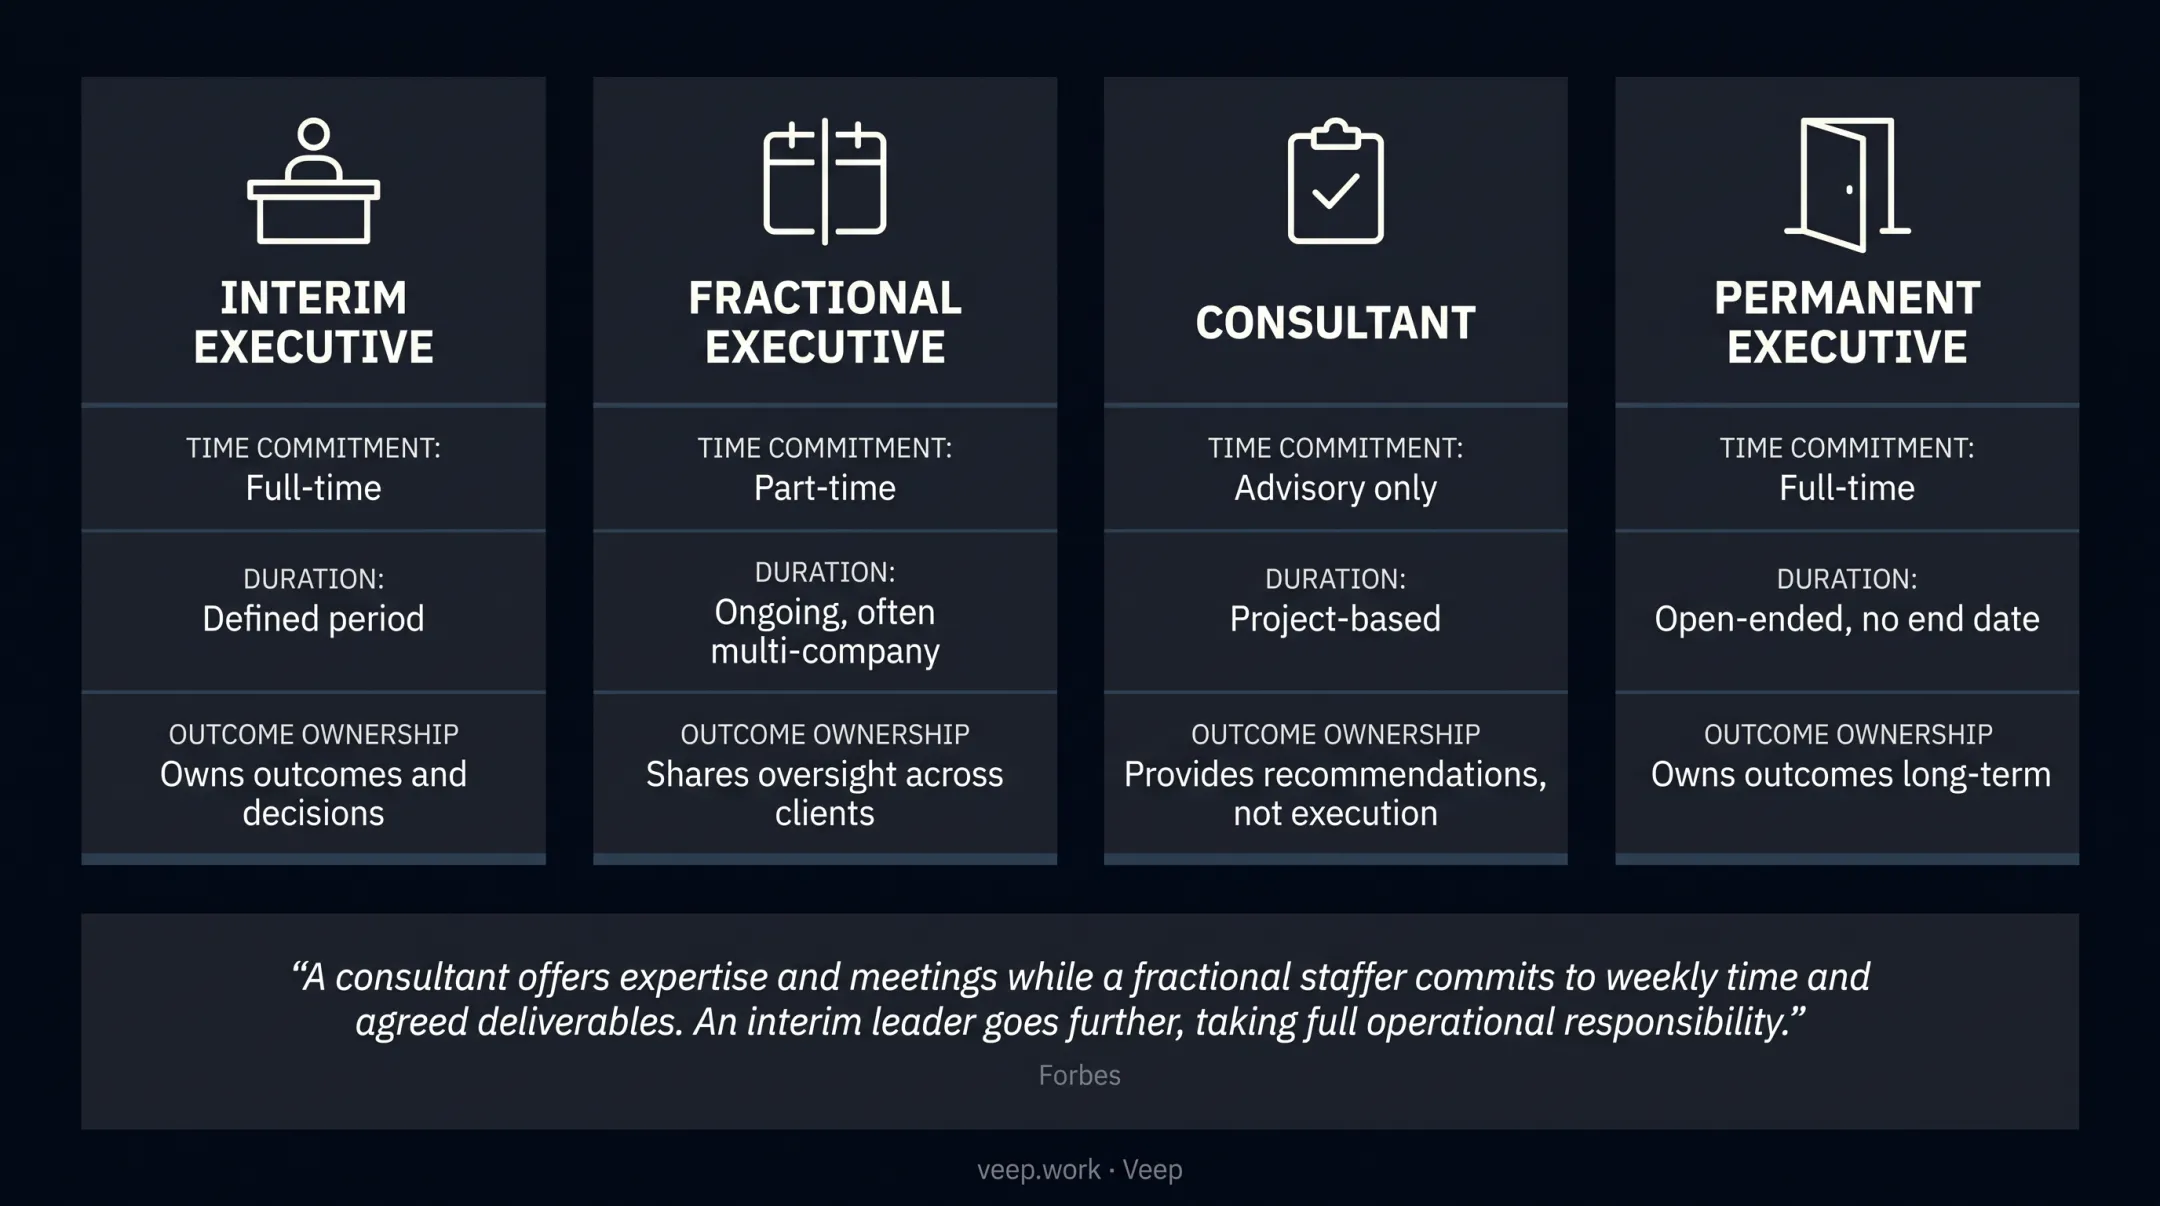 INTERIM
EXECUTIVE
TIME COMMITMENT:
Full-time
DURATION:
Defined period
OUTCOME OWNERSHIP
Owns outcomes and
decisions
FRACTIONAL
EXECUTIVE
TIME COMMITMENT:
Part-time
DURATION:
Ongoing, often
multi-company
OUTCOME OWNERSHIP
Shares oversight across
clients
CONSULTANT
TIME COMMITMENT:
Advisory only
DURATION:
Project-based
OUTCOME OWNERSHIP
Provides recommendations,
not execution
PERMANENT
EXECUTIVE
TIME COMMITMENT:
Full-time
DURATION:
Open-ended, no end date
OUTCOME OWNERSHIP
Owns outcomes long-term
“A consultant offers expertise and meetings while a fractional staffer commits to weekly time and
agreed deliverables. An interim leader goes further, taking full operational responsibility.”
Forbes
veep.work · Veep